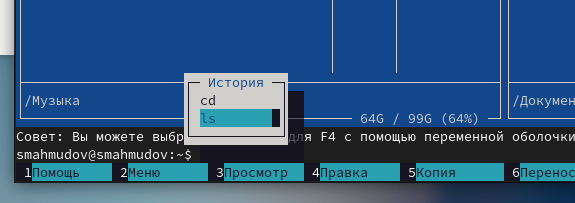 История
cd
ls
/Музыка
64G / 99G (64%)
/Докумен
Совет: Вы можете выбр для F4 с помощью переменной оболочки
smahmudov@smahmudov:~$
1Помощь 2Меню 3Просмотр 4Правка 5Копия 6Перенос